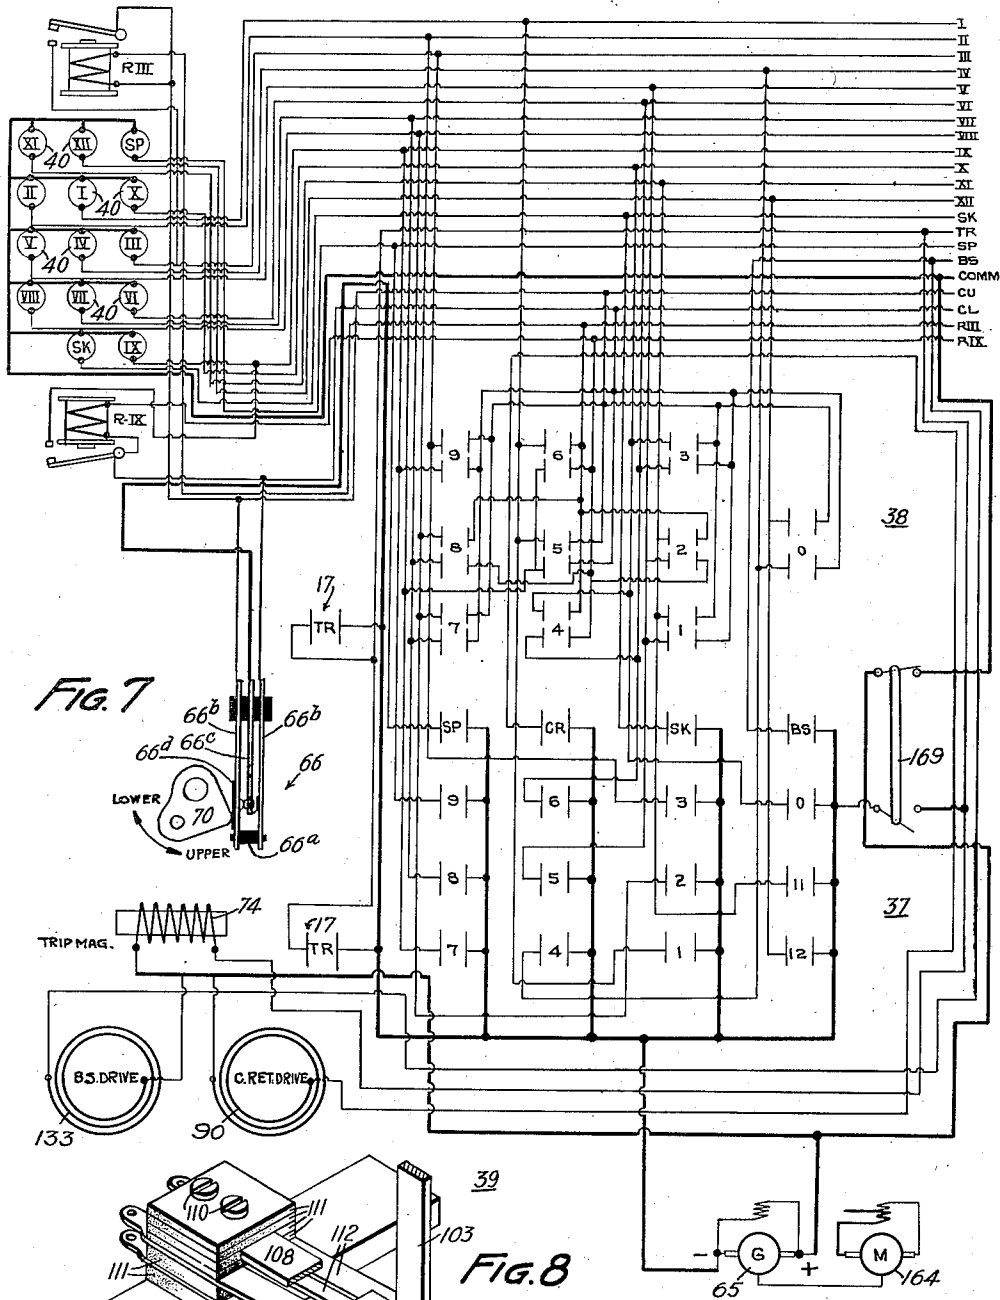 R III
XI XII SP
40
II I X
40
V IV III
40
VIII VII VI
40
SK IX
R-IX
I
II
III
IV
V
VI
VII
VIII
IX
X
XI
XII
SK
TR
SP
BS
COMM
CU
CL
RIII
RIX
9 6 3
38
8 5 2 0
17
TR
7 4 1
FIG. 7
66b 66b
66d 66c
66
SP CR SK BS
169
LOWER
70
UPPER
66a
9 6 3 0
8 5 2 11
37
74
TRIP MAG.
17
TR
7 4 1 12
B.S. DRIVE
C. RET. DRIVE
133
90
39
110
111
112
108
103
111
FIG. 8
- G + M
65
164